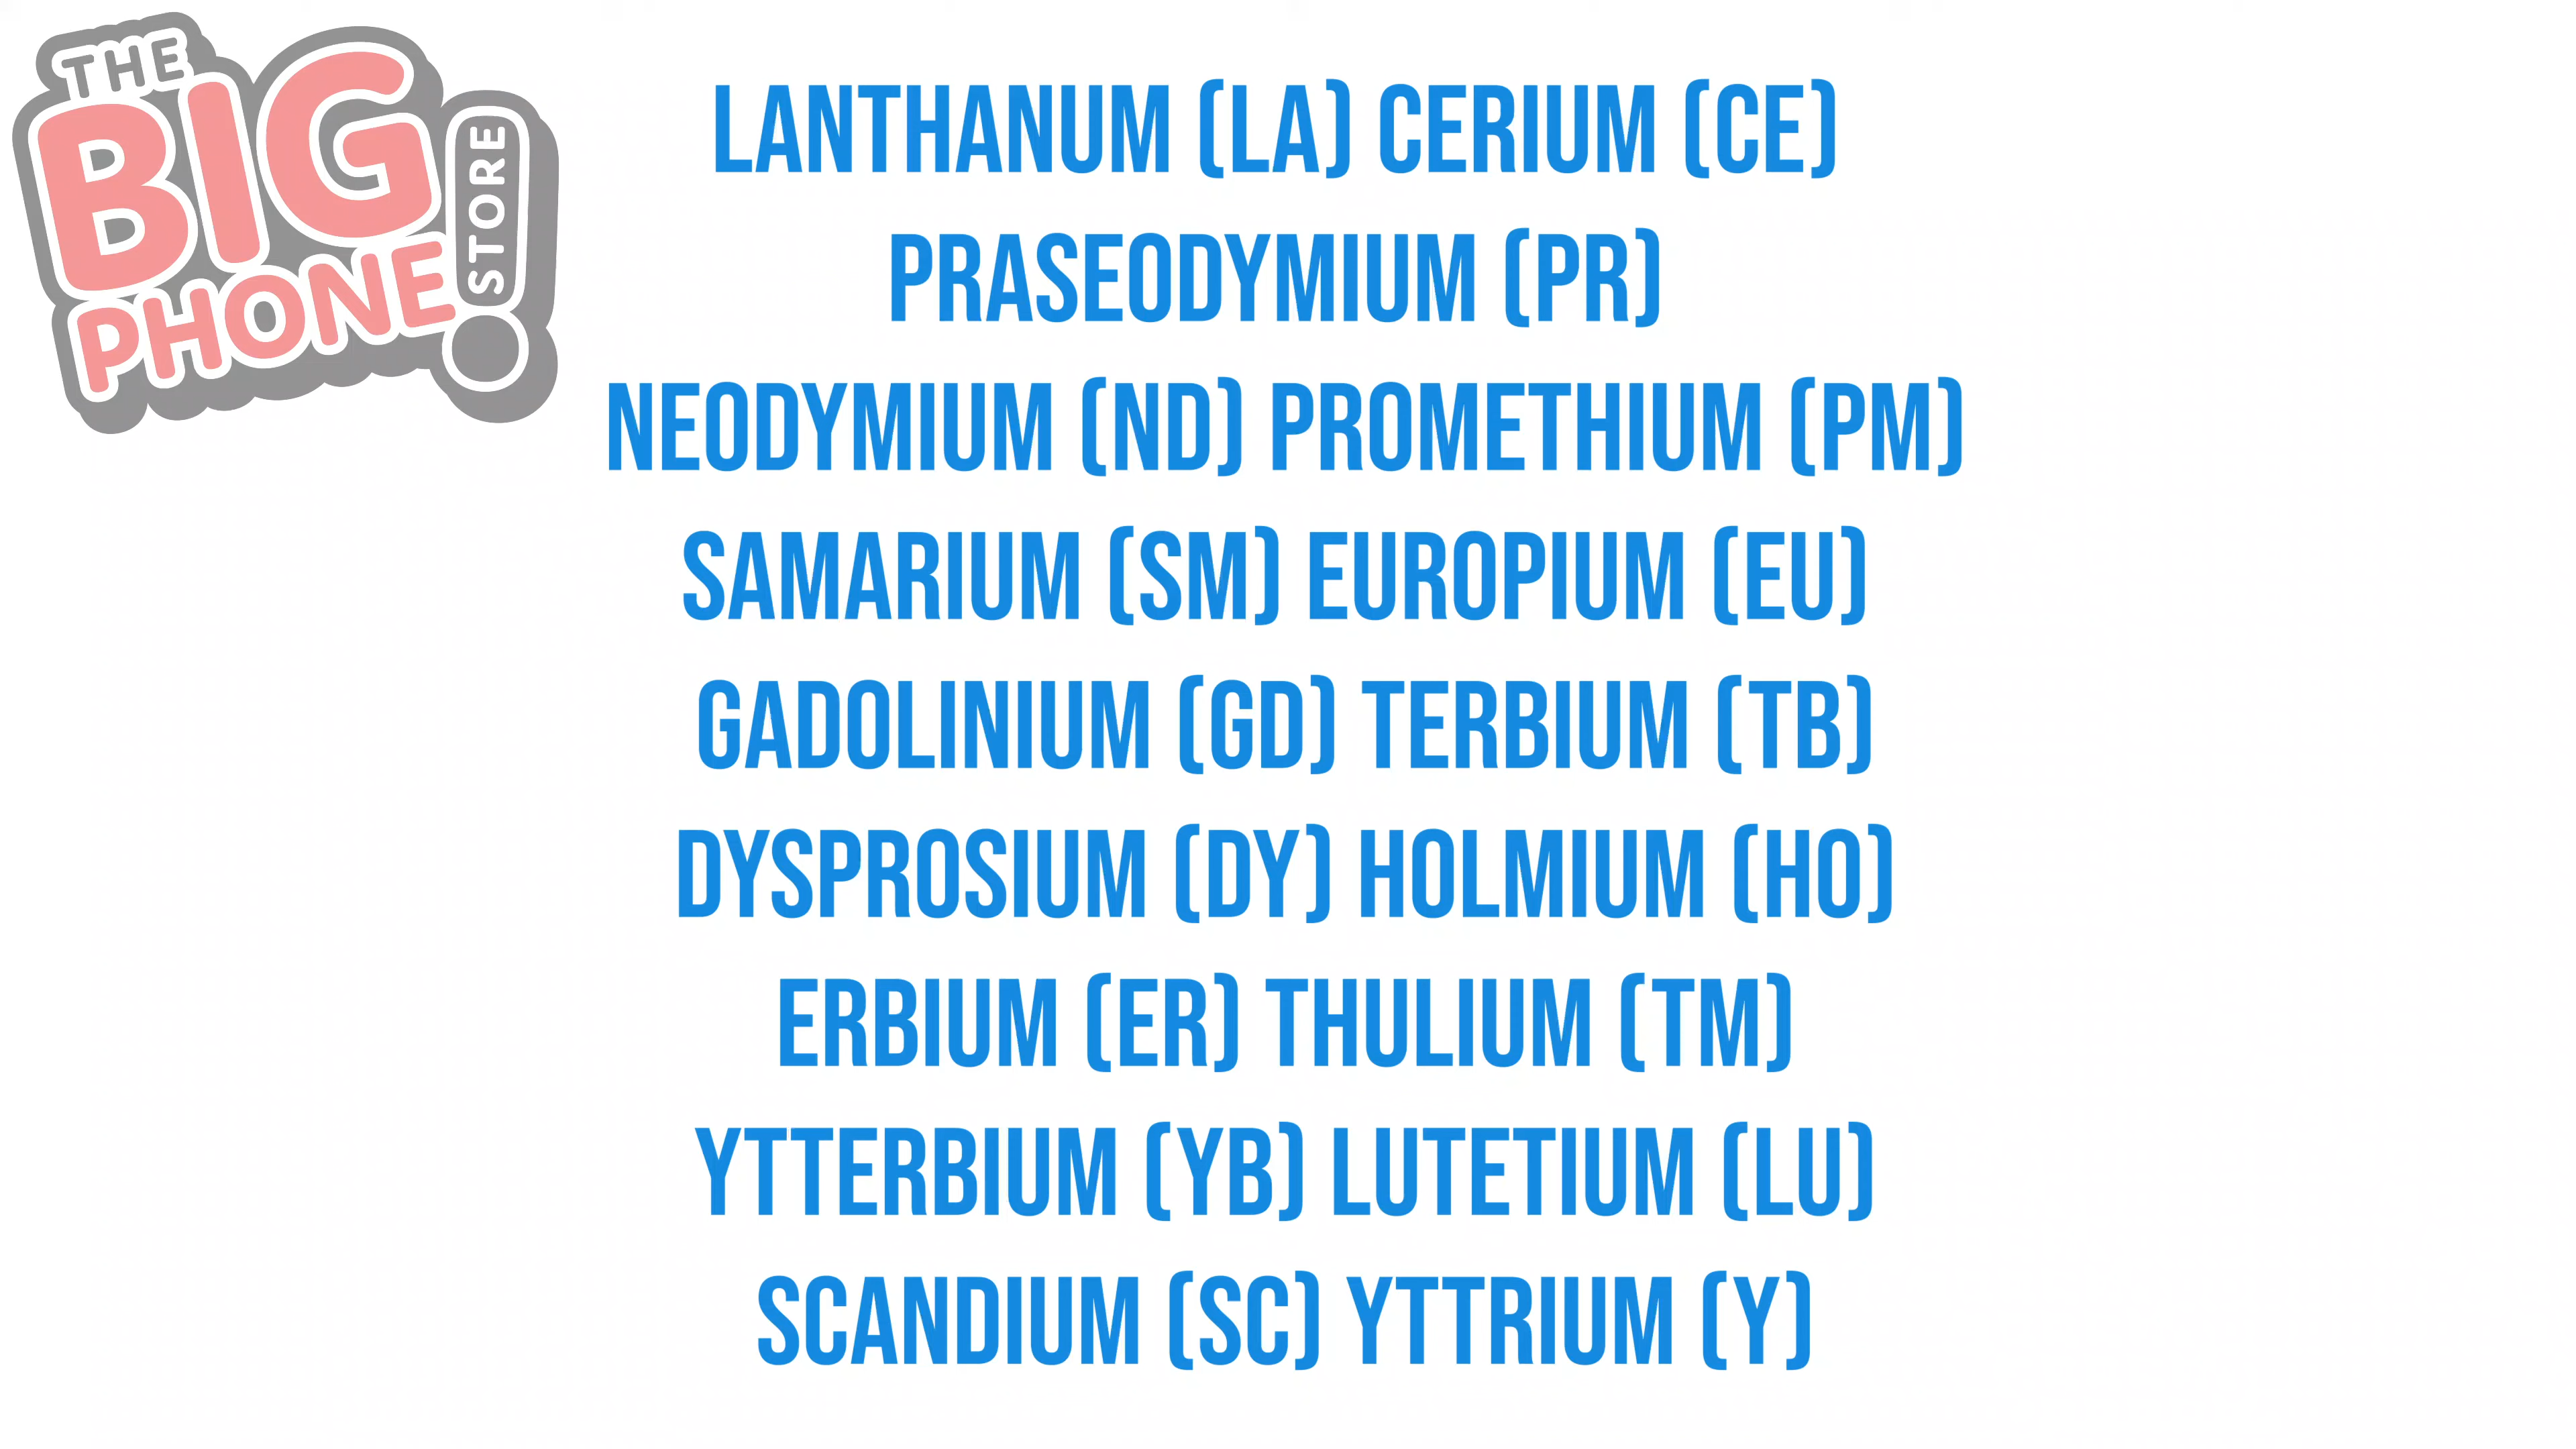 THE
BIG
PHONE
STORE
LANTHANUM (LA) CERIUM (CE)
PRASEODYMIUM (PR)
NEODYMIUM (ND) PROMETHIUM (PM)
SAMARIUM (SM) EUROPIUM (EU)
GADOLINIUM (GD) TERBIUM (TB)
DYSPROSIUM (DY) HOLMIUM (HO)
ERBIUM (ER) THULIUM (TM)
YTTERBIUM (YB) LUTETIUM (LU)
SCANDIUM (SC) YTTRIUM (Y)